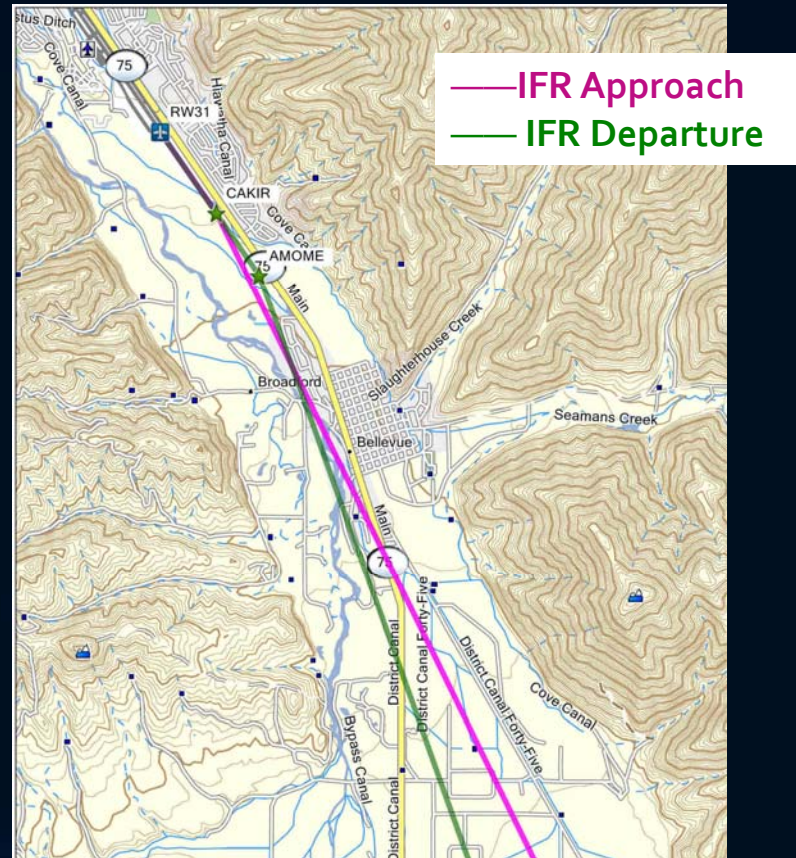 stus Ditch
Cove Canal
75
Hiawatha Canal
RW31
——IFR Approach
—— IFR Departure
CAKIR
Cove Ca
75
AMOME
Main
Slaughterhouse Creek
Broadford
Seamans Creek
Bellevue
Main
75
District Canal
District Canal Forty-Five
District Canal Forty-Five
Cove Canal
Bypass Canal
District Canal